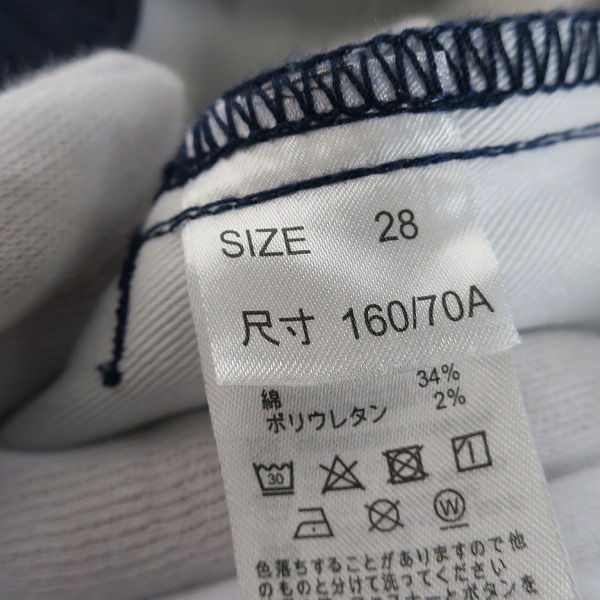 SIZE 28
尺寸 160/70A
綿 34%
ポリウレタン 2%
30
W
色落ちすることがありますので他
のものと分けて洗ってください